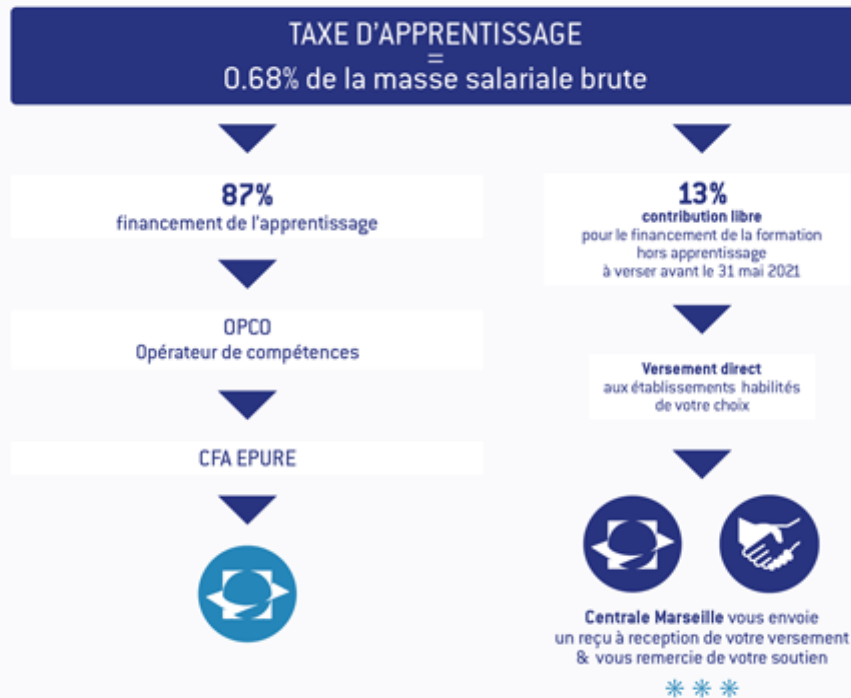 TAXE D'APPRENTISSAGE
=
0.68% de la masse salariale brute
87%
financement de l'apprentissage
OPCO
Opérateur de compétences
CFA EPURE
13%
contribution libre
pour le financement de la formation
hors apprentissage
à verser avant le 31 mai 2021
Versement direct
aux établissements habilités
de votre choix
Centrale Marseille vous envoie
un reçu à reception de votre versement
& vous remercie de votre soutien